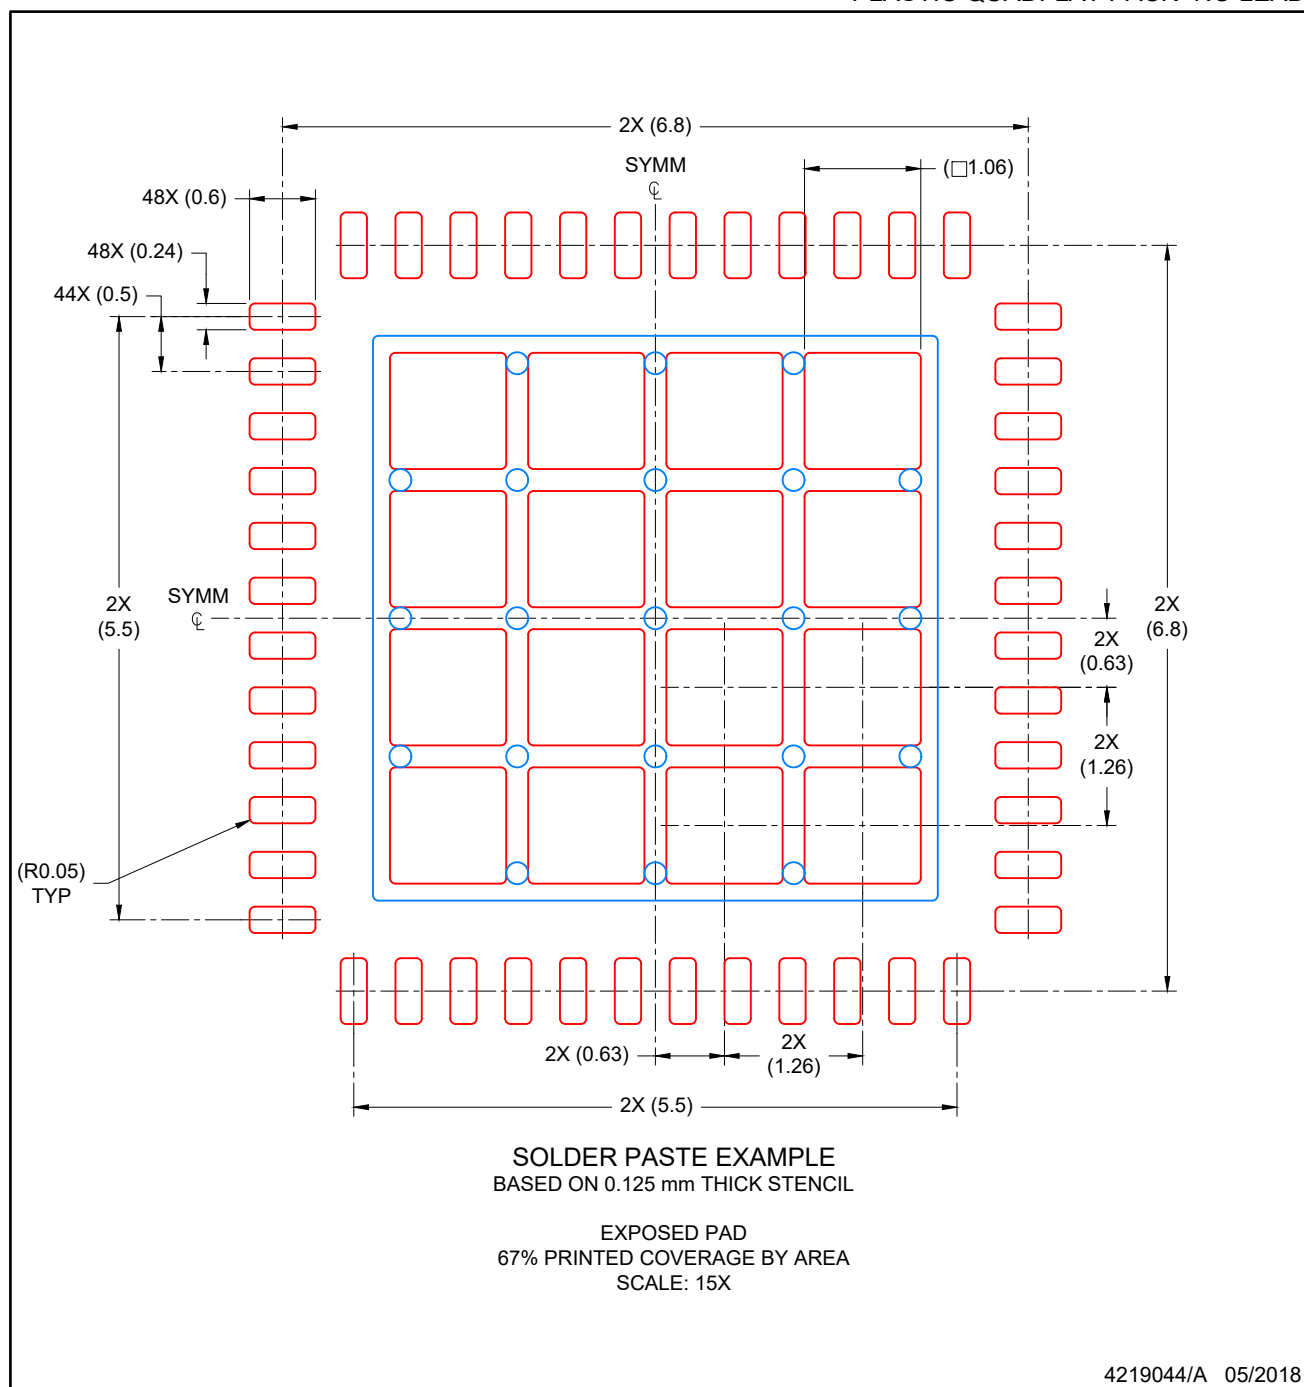 2X (6.8)
SYMM
℄
(□1.06)
48X (0.6)
48X (0.24)
44X (0.5)
2X
(5.5)
SYMM
℄
2X
(6.8)
2X
(0.63)
2X
(1.26)
(R0.05)
TYP
2X (0.63)
2X
(1.26)
2X (5.5)
SOLDER PASTE EXAMPLE
BASED ON 0.125 mm THICK STENCIL
EXPOSED PAD
67% PRINTED COVERAGE BY AREA
SCALE: 15X
4219044/A 05/2018